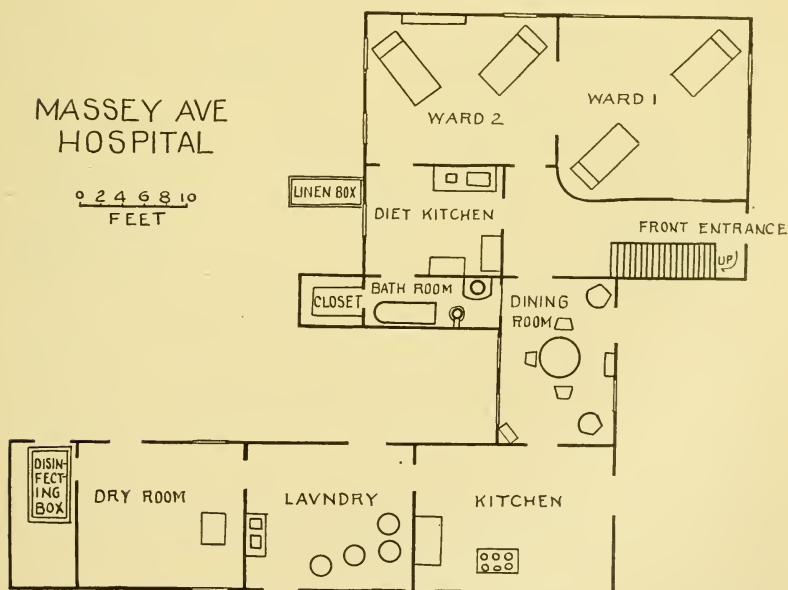 MASSEY AVE
HOSPITAL
0 2 4 6 8 10
FEET
WARD 2
WARD 1
LINEN BOX
DIET KITCHEN
FRONT ENTRANCE
UP
CLOSET
BATH ROOM
DINING
ROOM
DISIN-
FECT-
ING
BOX
DRY ROOM
LAVNDRY
KITCHEN